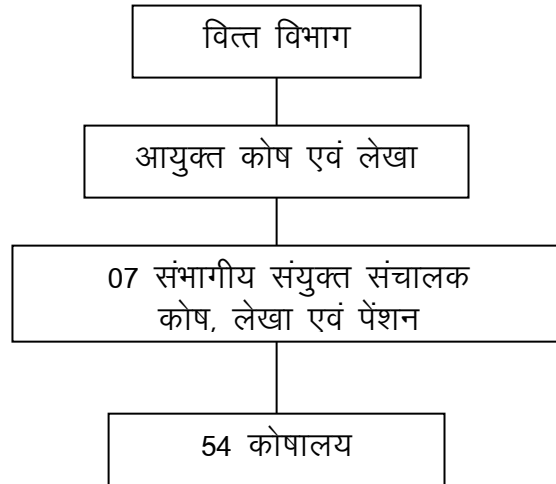 वित्त विभाग
आयुक्त कोष एवं लेखा
07 संभागीय संयुक्त संचालक
कोष, लेखा एवं पेंशन
54 कोषालय